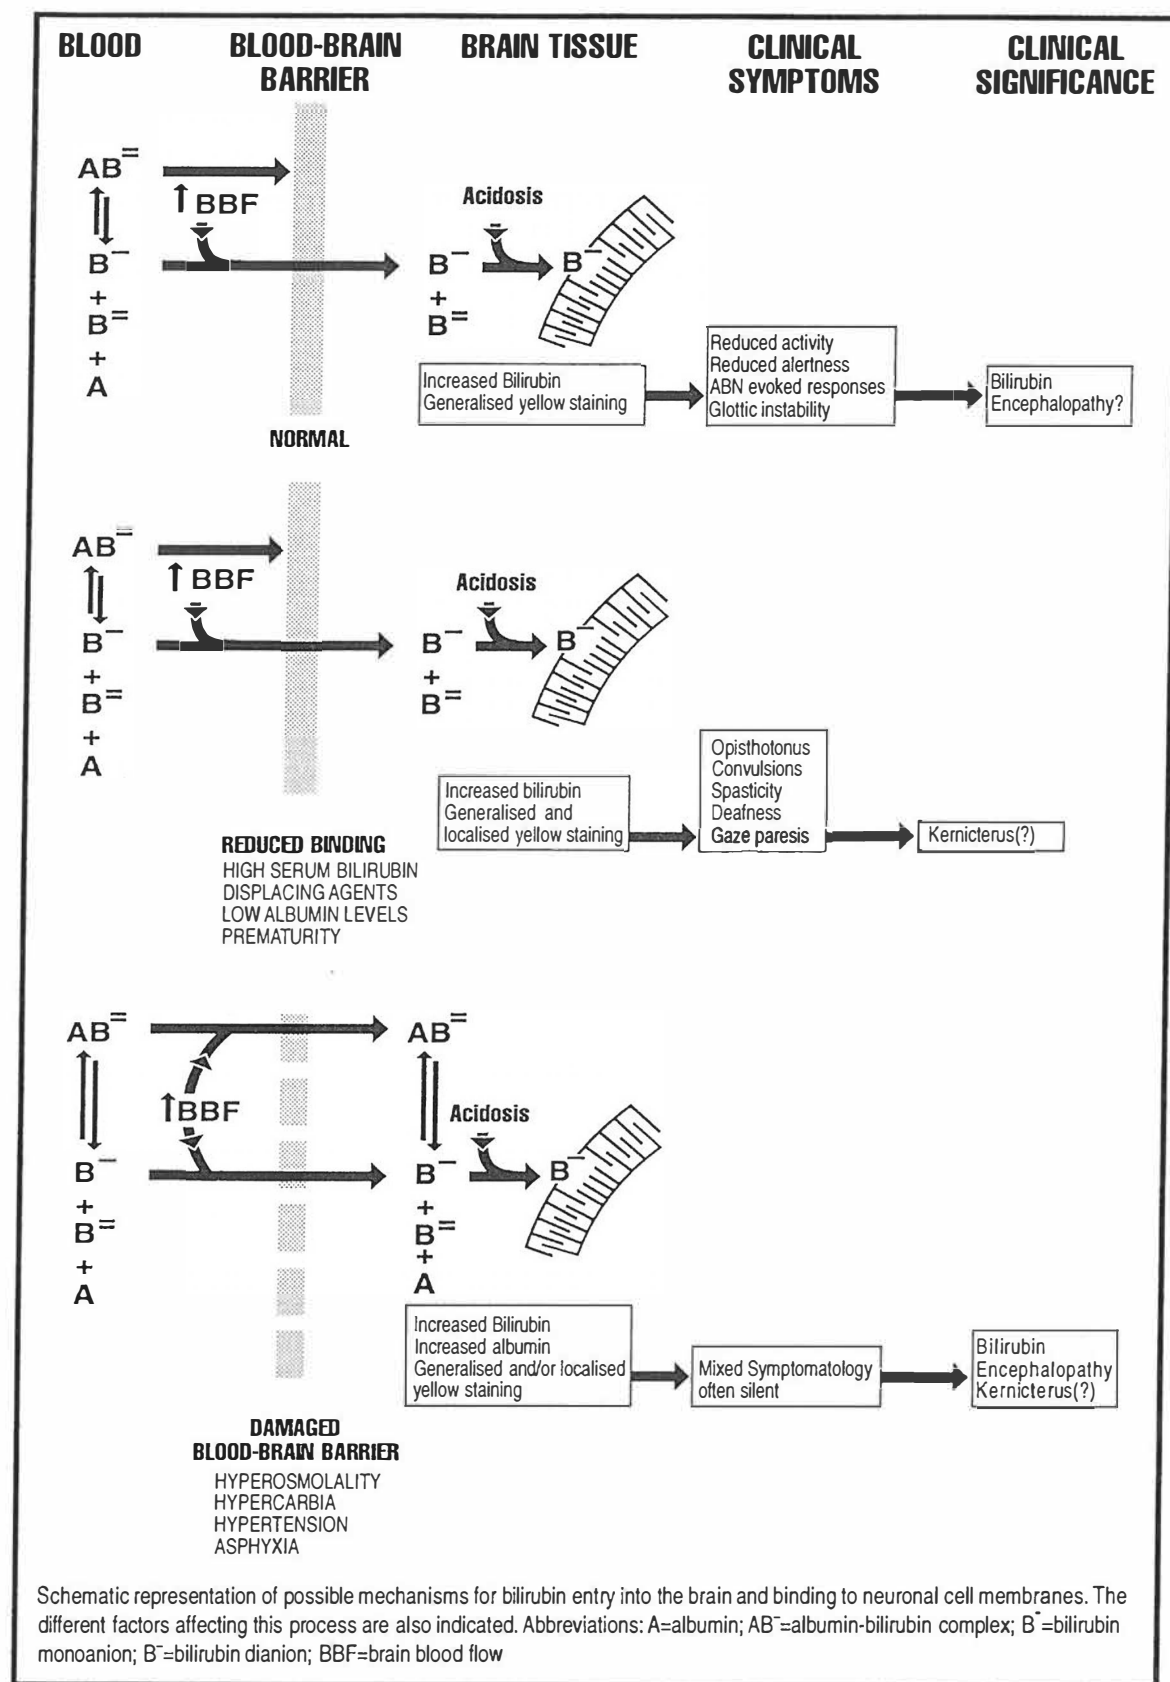 BLOOD
BLOOD-BRAIN
BARRIER
BRAIN TISSUE
CLINICAL
SYMPTOMS
CLINICAL
SIGNIFICANCE
AB=
↑ BBF
B−
+
B=
+
A
Acidosis
B−
+
B=
B−
Increased Bilirubin
Generalised yellow staining
Reduced activity
Reduced alertness
ABN evoked responses
Glottic instability
Bilirubin
Encephalopathy?
NORMAL
AB=
↑ BBF
B−
+
B=
+
A
Acidosis
B−
+
B=
B−
Increased bilirubin
Generalised and
localised yellow staining
Opisthotonus
Convulsions
Spasticity
Deafness
Gaze paresis
Kernicterus(?)
REDUCED BINDING
HIGH SERUM BILIRUBIN
DISPLACING AGENTS
LOW ALBUMIN LEVELS
PREMATURITY
AB=
↑BBF
B−
+
B=
+
A
AB=
Acidosis
B−
+
B=
+
A
B−
Increased Bilirubin
Increased albumin
Generalised and/or localised
yellow staining
Mixed Symptomatology
often silent
Bilirubin
Encephalopathy
Kernicterus(?)
DAMAGED
BLOOD-BRAIN BARRIER
HYPEROSMOLALITY
HYPERCARBIA
HYPERTENSION
ASPHYXIA
Schematic representation of possible mechanisms for bilirubin entry into the brain and binding to neuronal cell membranes. The
different factors affecting this process are also indicated. Abbreviations: A=albumin; AB⁻=albumin-bilirubin complex; B⁻=bilirubin
monoanion; B⁻=bilirubin dianion; BBF=brain blood flow